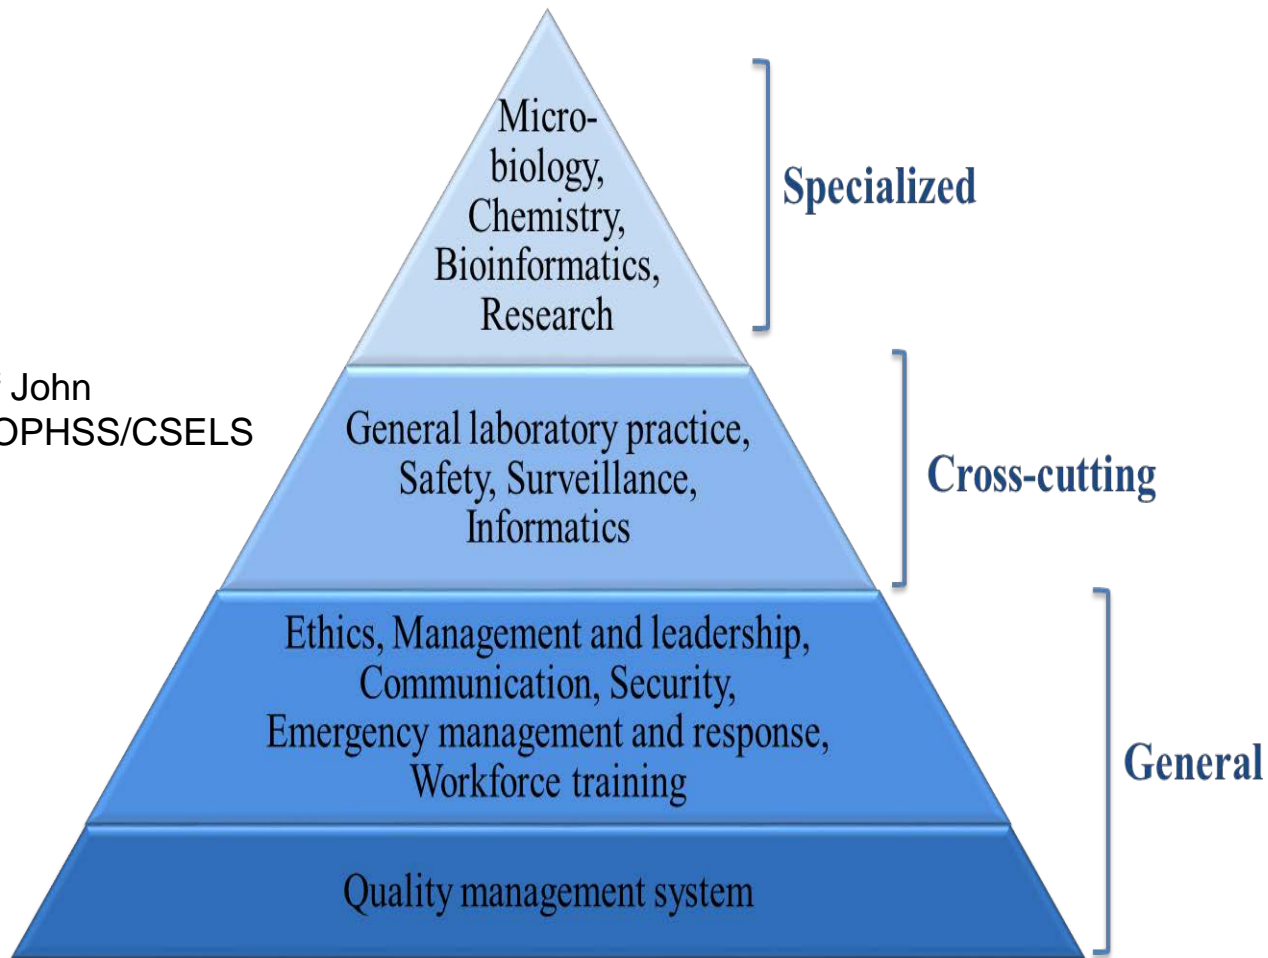 Micro-
biology,
Chemistry,
Bioinformatics,
Research
Specialized
John
OPHSS/CSELS
General laboratory practice,
Safety, Surveillance,
Informatics
Cross-cutting
Ethics, Management and leadership,
Communication, Security,
Emergency management and response,
Workforce training
General
Quality management system